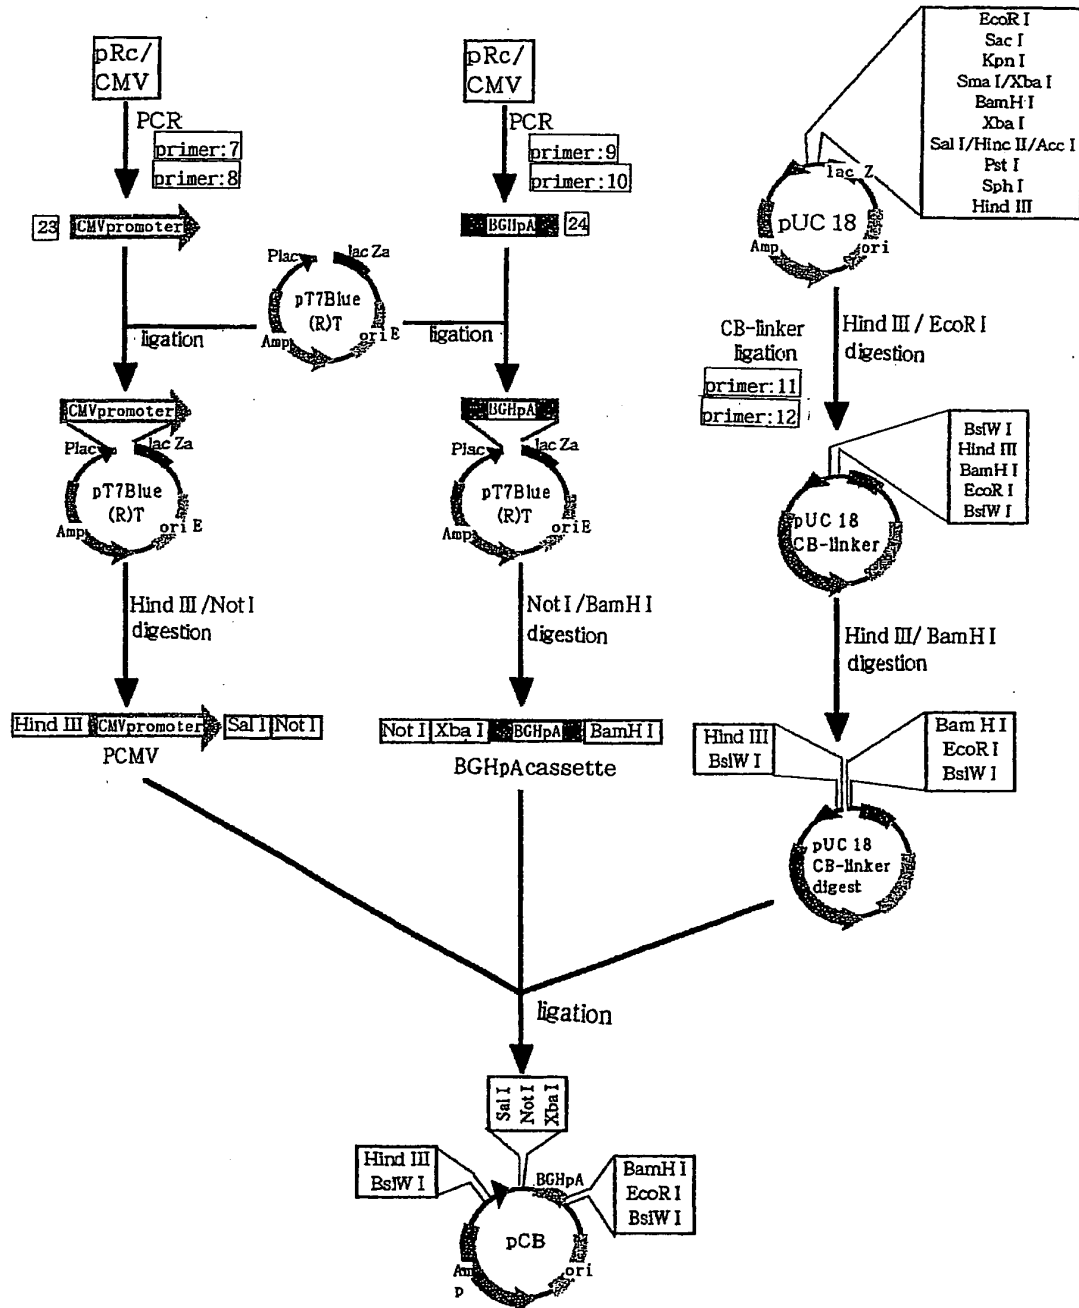 pRc/
CMV
PCR
primer:7
primer:8
23
CMVpromoter
pRc/
CMV
PCR
primer:9
primer:10
BGHpA
24
EcoR I
Sac I
Kpn I
Sma I/Xba I
BamH I
Xba I
Sal I/Hinc II/Acc I
Pst I
Sph I
Hind III
lac Z
pUC 18
Amp
ori
Plac
lac Za
pT7Blue
(R)T
Amp
ori E
ligation
ligation
CB-linker
ligation
primer:11
primer:12
Hind III / EcoR I
digestion
CMVpromoter
Plac
lac Za
pT7Blue
(R)T
Amp
ori E
BGHpA
Plac
lac Za
pT7Blue
(R)T
Amp
ori E
BslW I
Hind III
BamH I
EcoR I
BslW I
pUC 18
CB-linker
Hind III /Not I
digestion
Not I/BamH I
digestion
Hind III/ BamH I
digestion
Hind III
CMVpromoter
Sal I
Not I
PCMV
Not I
Xba I
BGHpA
BamH I
BGHpAcassette
Hind III
BslW I
Bam H I
EcoR I
BslW I
pUC 18
CB-linker
digest
ligation
Sal I
Not I
Xba I
Hind III
BslW I
BGHpA
BamH I
EcoR I
BsiW I
pCB
Am
p
ori